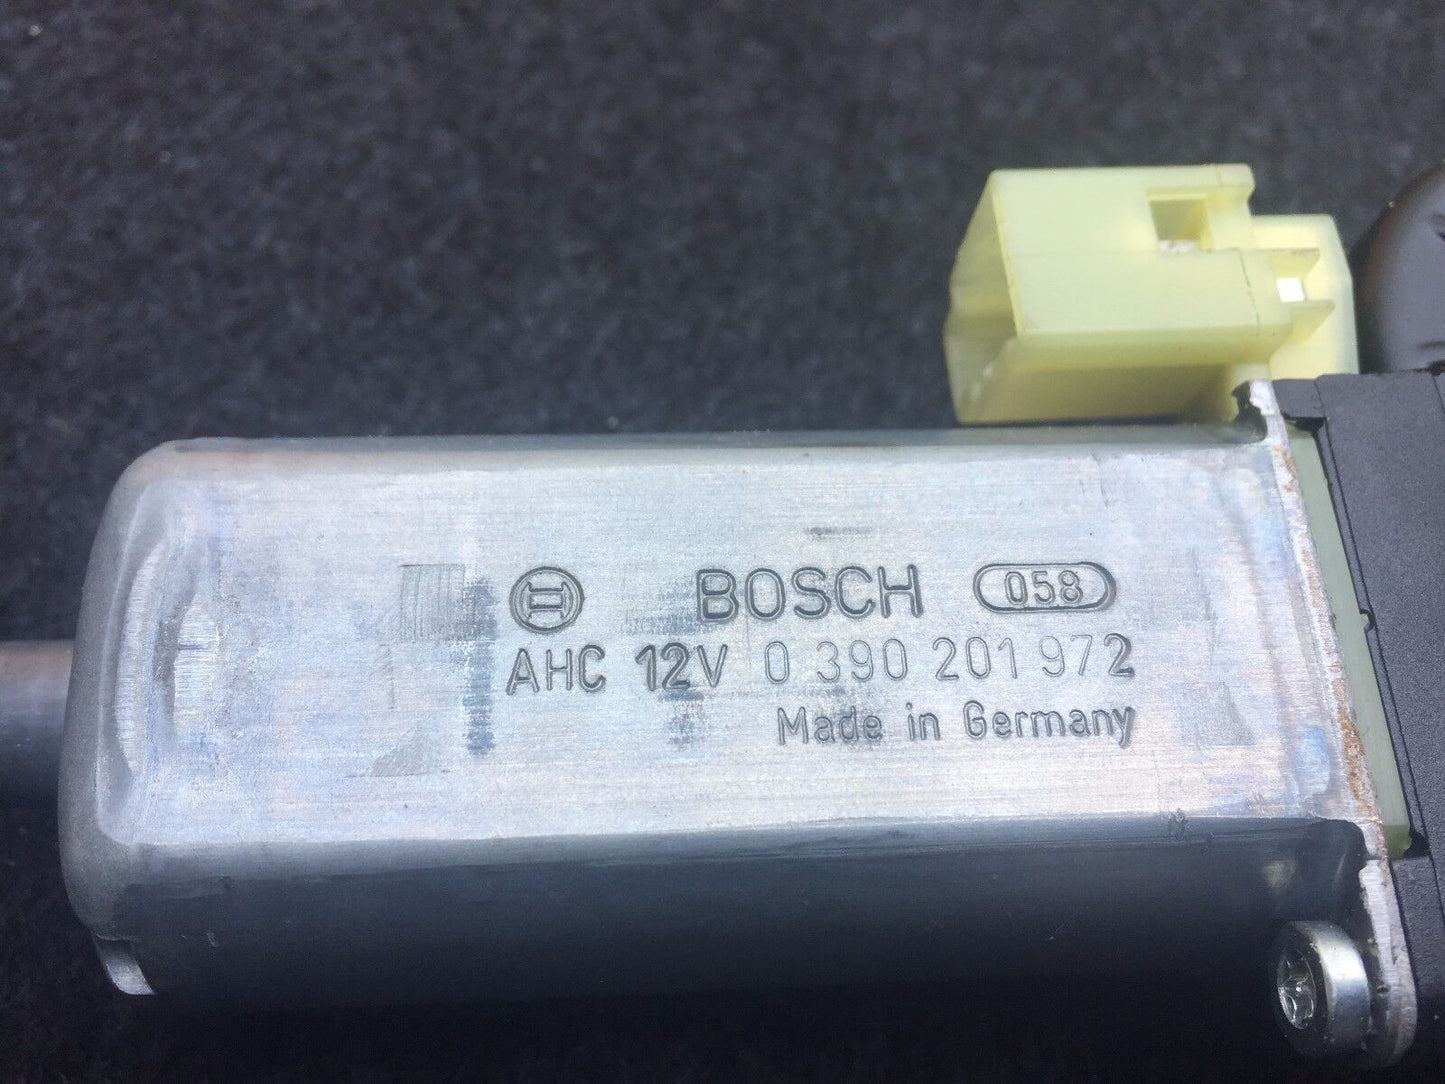 BOSCH 058
AHC 12V 0 390 201 972
Made in Germany